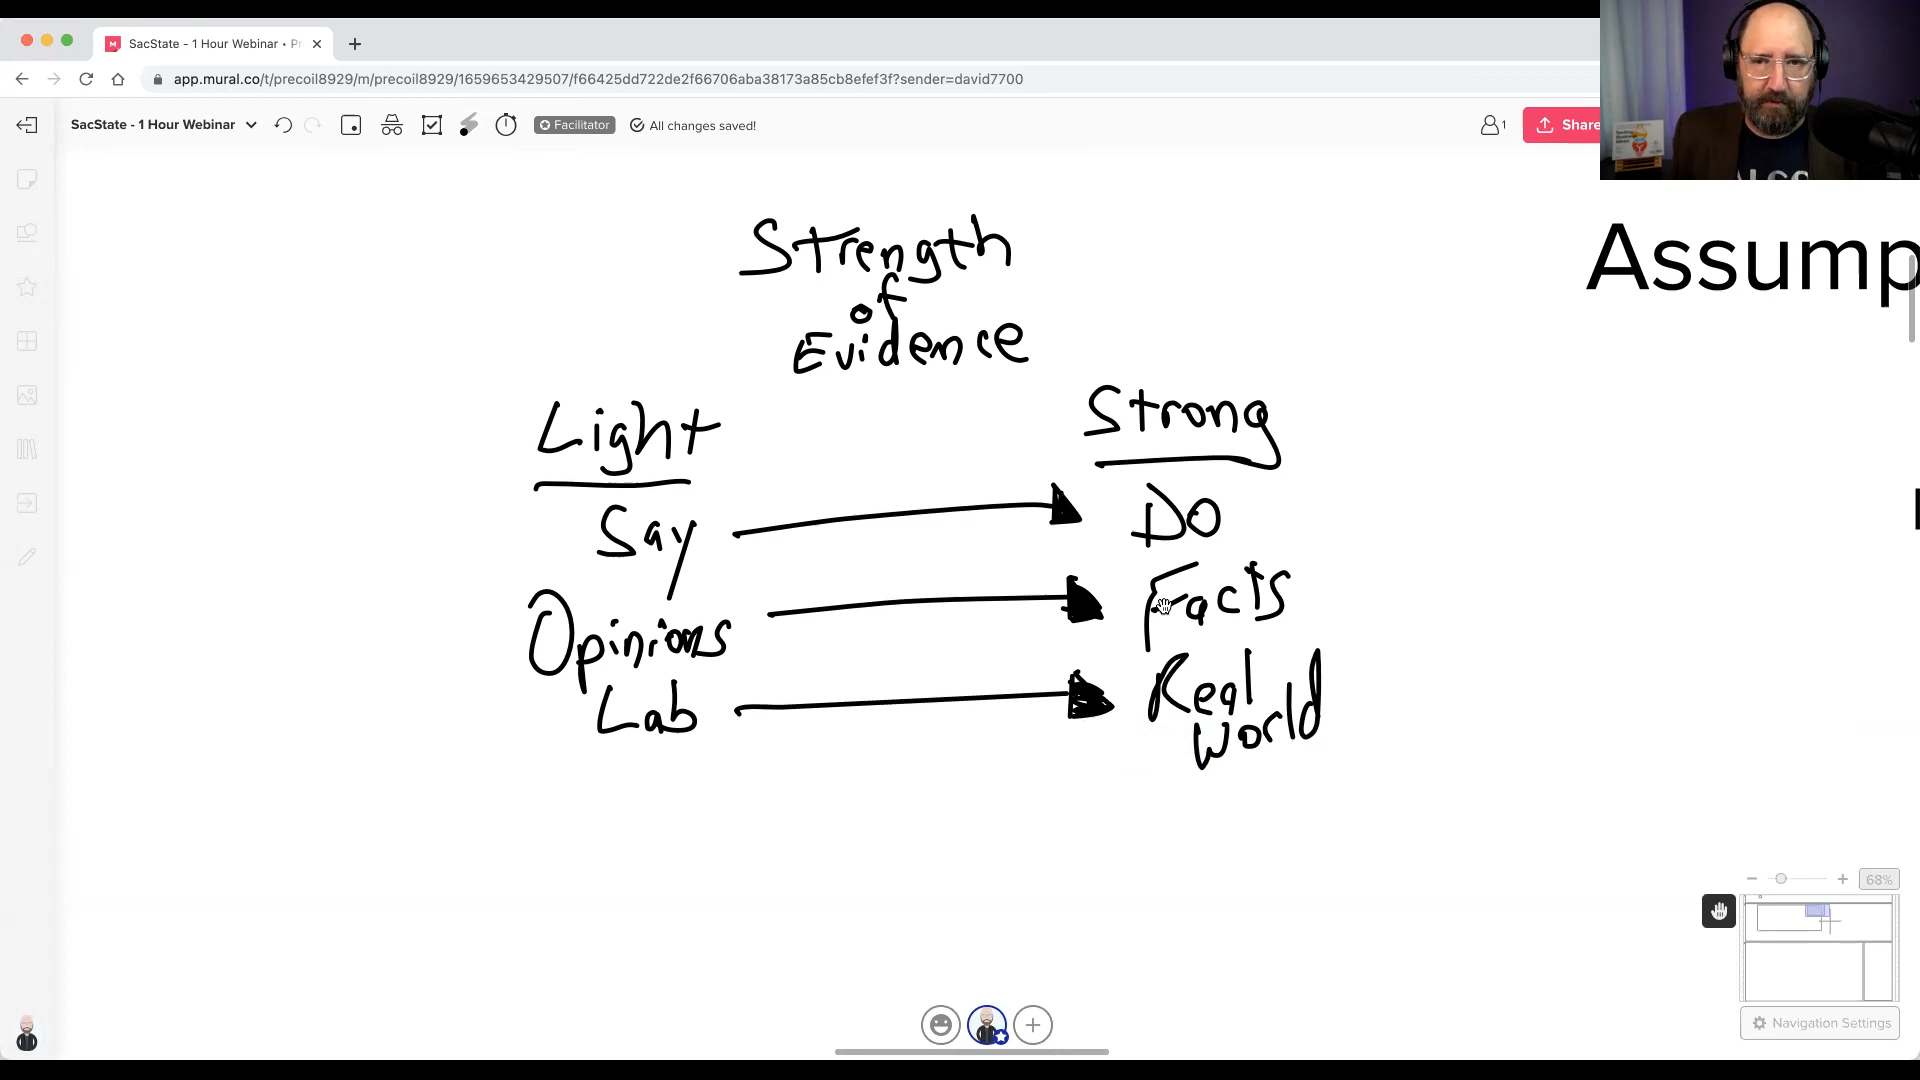 SacState - 1 Hour Webinar • Pr
app.mural.co/t/precoil8929/m/precoil8929/1659653429507/f66425dd722de2f66706aba38173a85cb8efef3f?sender=david7700
SacState - 1 Hour Webinar
Facilitator
All changes saved!
1
Share
Strength
of
Evidence
Assump
Light
Strong
Say
DO
Opinions
Facts
Lab
Real
World
68%
Navigation Settings